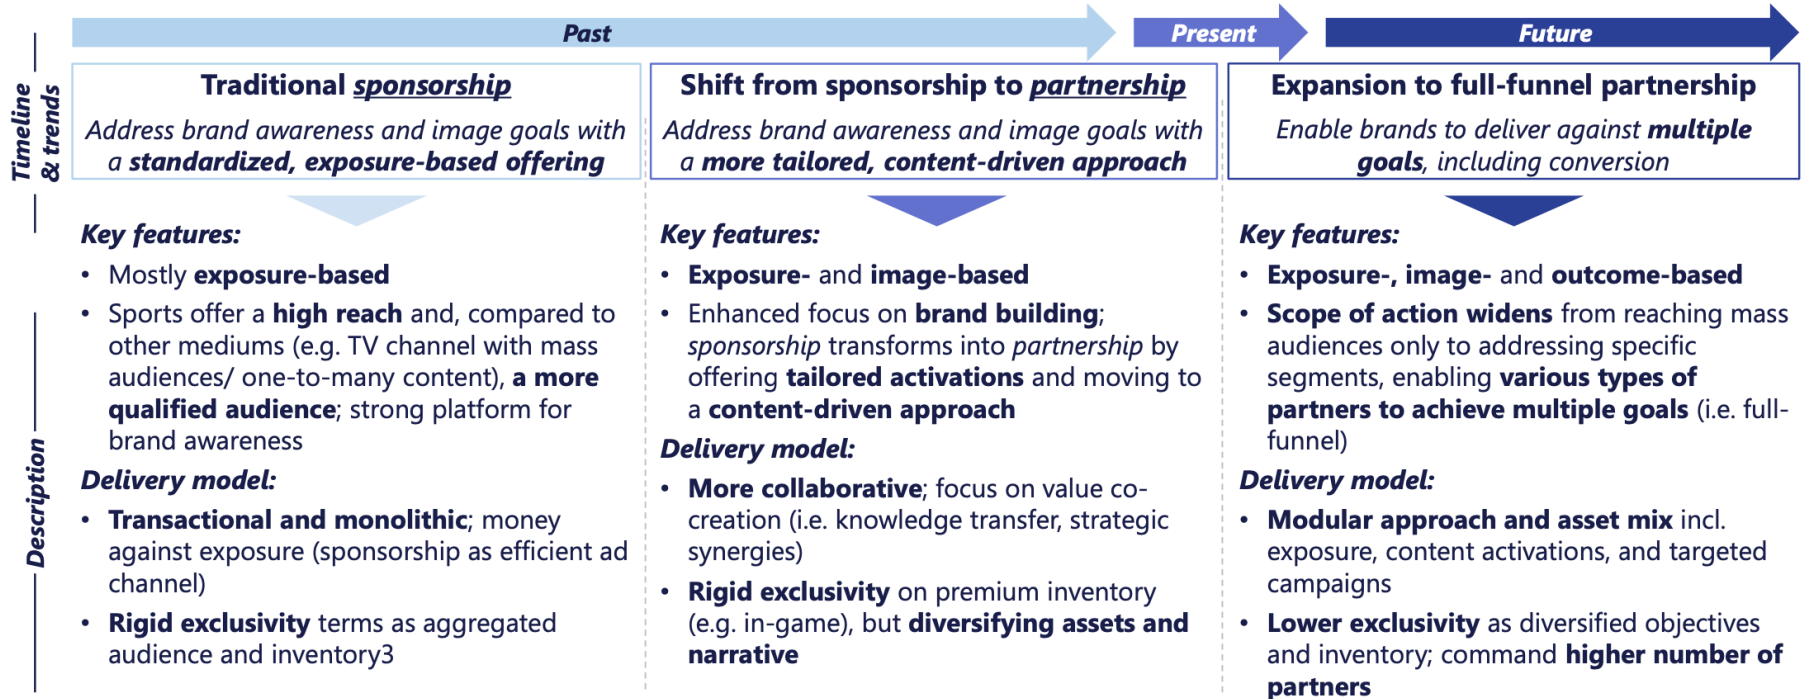 Past
Present
Future
Timeline
& trends
Traditional sponsorship
Address brand awareness and image goals with
a standardized, exposure-based offering
Shift from sponsorship to partnership
Address brand awareness and image goals with
a more tailored, content-driven approach
Expansion to full-funnel partnership
Enable brands to deliver against multiple
goals, including conversion
Description
Key features:
• Mostly exposure-based
• Sports offer a high reach and, compared to
other mediums (e.g. TV channel with mass
audiences/ one-to-many content), a more
qualified audience; strong platform for
brand awareness
Delivery model:
• Transactional and monolithic; money
against exposure (sponsorship as efficient ad
channel)
• Rigid exclusivity terms as aggregated
audience and inventory3
Key features:
• Exposure- and image-based
• Enhanced focus on brand building;
sponsorship transforms into partnership by
offering tailored activations and moving to
a content-driven approach
Delivery model:
• More collaborative; focus on value co-
creation (i.e. knowledge transfer, strategic
synergies)
• Rigid exclusivity on premium inventory
(e.g. in-game), but diversifying assets and
narrative
Key features:
• Exposure-, image- and outcome-based
• Scope of action widens from reaching mass
audiences only to addressing specific
segments, enabling various types of
partners to achieve multiple goals (i.e. full-
funnel)
Delivery model:
• Modular approach and asset mix incl.
exposure, content activations, and targeted
campaigns
• Lower exclusivity as diversified objectives
and inventory; command higher number of
partners